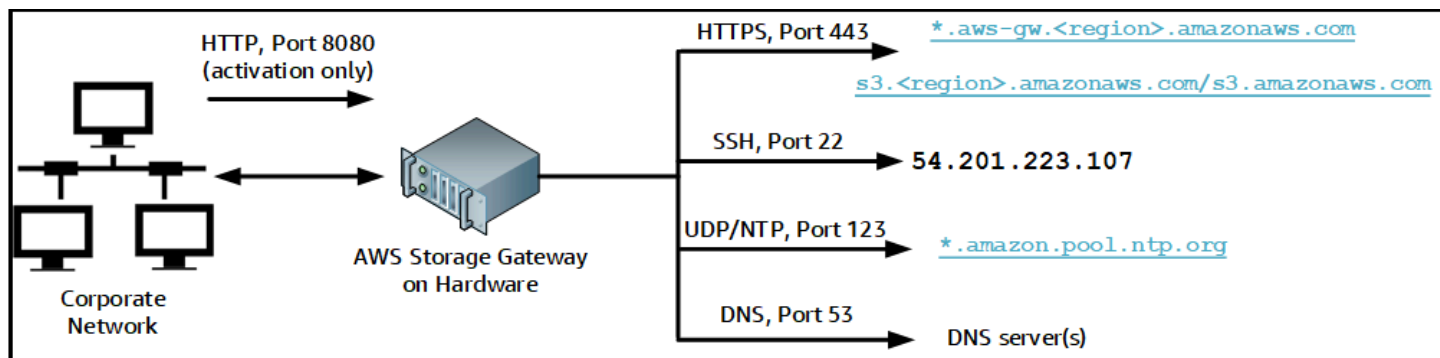 HTTP, Port 8080
(activation only)
Corporate
Network
AWS Storage Gateway
on Hardware
HTTPS, Port 443
*.aws-gw.<region>.amazonaws.com
s3.<region>.amazonaws.com/s3.amazonaws.com
SSH, Port 22
54.201.223.107
UDP/NTP, Port 123
*.amazon.pool.ntp.org
DNS, Port 53
DNS server(s)